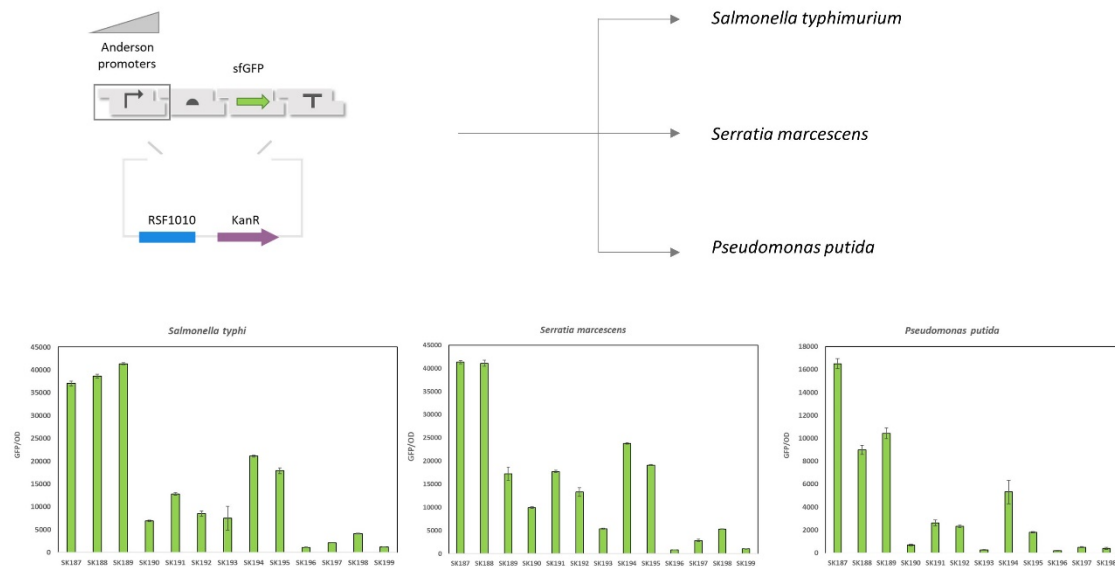 Anderson
promoters
sfGFP
RSF1010
KanR
Salmonella typhimurium
Serratia marcescens
Pseudomonas putida
Salmonella typhi
GFP/OD
45000
40000
35000
30000
25000
20000
15000
10000
5000
0
SK187 SK188 SK189 SK190 SK191 SK192 SK193 SK194 SK195 SK196 SK197 SK198 SK199
Serratia marcescens
GFP/OD
45000
40000
35000
30000
25000
20000
15000
10000
5000
0
SK187 SK188 SK189 SK190 SK191 SK192 SK193 SK194 SK195 SK196 SK197 SK198 SK199
Pseudomonas putida
GFP/OD
18000
16000
14000
12000
10000
8000
6000
4000
2000
0
SK187 SK188 SK189 SK190 SK191 SK192 SK193 SK194 SK195 SK196 SK197